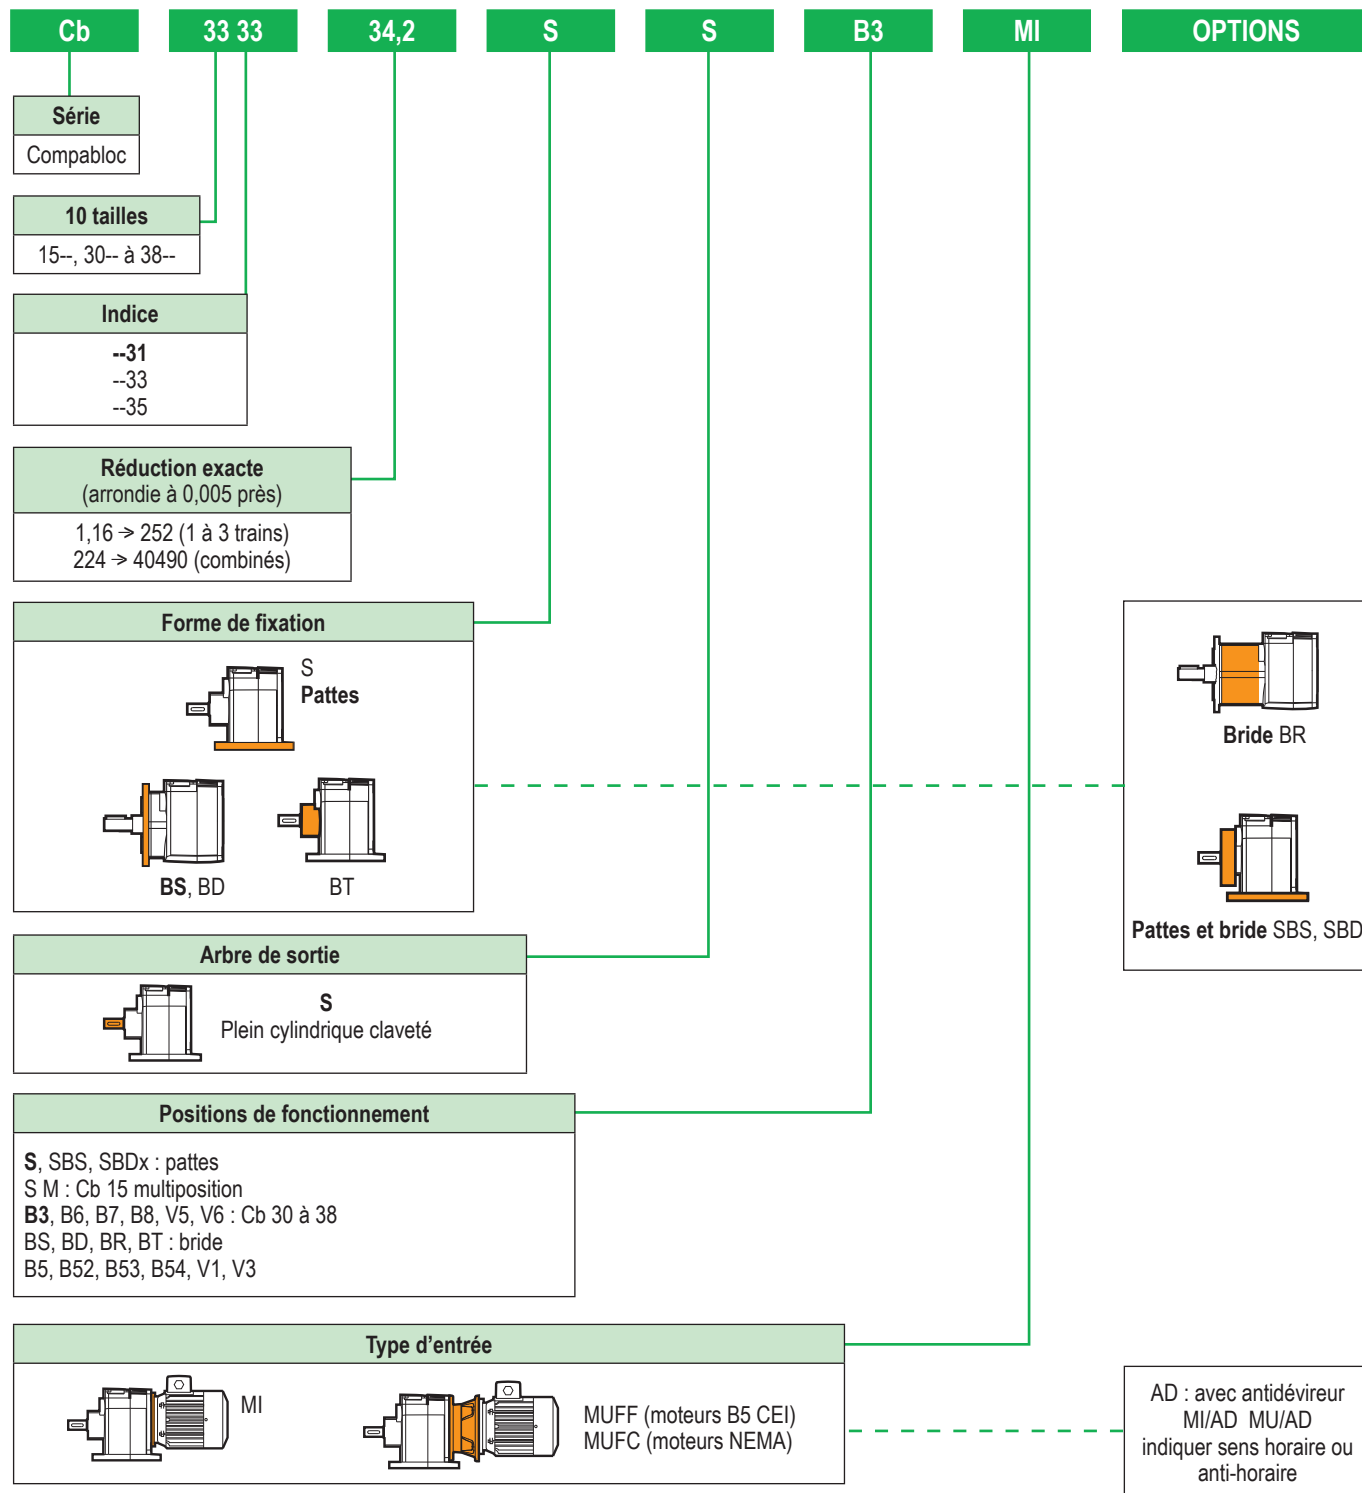 Cb
33 33
34,2
S
S
B3
MI
OPTIONS
Série
Compabloc
10 tailles
15--, 30-- à 38--
Indice
--31
--33
--35
Réduction exacte
(arrondie à 0,005 près)
1,16 → 252 (1 à 3 trains)
224 → 40490 (combinés)
Forme de fixation
S
Pattes
BS, BD
BT
Bride BR
Pattes et bride SBS, SBD
Arbre de sortie
S
Plein cylindrique claveté
Positions de fonctionnement
S, SBS, SBDx : pattes
S M : Cb 15 multiposition
B3, B6, B7, B8, V5, V6 : Cb 30 à 38
BS, BD, BR, BT : bride
B5, B52, B53, B54, V1, V3
Type d’entrée
MI
MUFF (moteurs B5 CEI)
MUFC (moteurs NEMA)
AD : avec antidévireur
MI/AD MU/AD
indiquer sens horaire ou
anti-horaire